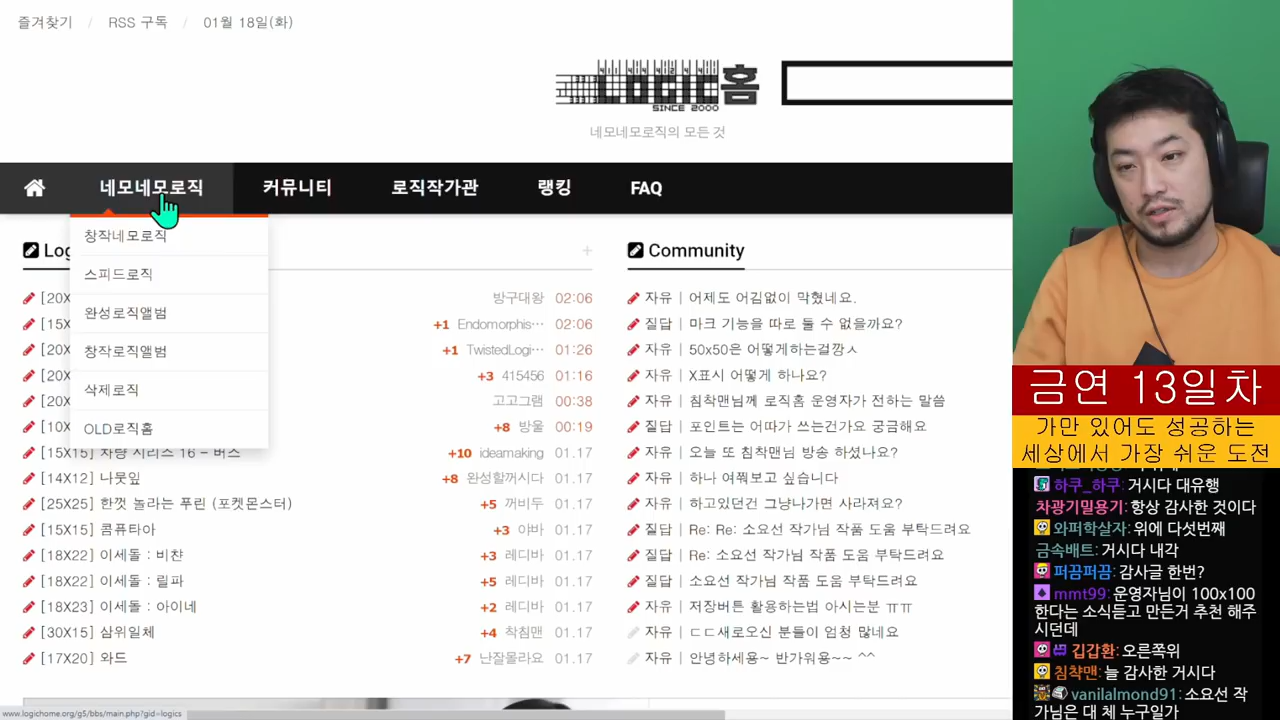 즐겨찾기 / RSS 구독 / 01월 18일(화)
LOGIC홈
SINCE 2000
네모네모로직의 모든 것
네모네모로직 커뮤니티 로직작가관 랭킹 FAQ
창작네모로직
스피드로직
완성로직앨범
창작로직앨범
삭제로직
OLD로직홈
Log
[20X 방구대왕 02:06
[15X +1 Endomorphis… 02:06
[20X +1 TwistedLogi… 01:26
[20X +3 415456 01:16
[20X 고고그램 00:38
[10X +8 방울 00:19
[15X15] 차량 시리즈 16 - 버스 +10 ideamaking 01.17
[14X12] 나뭇잎 +8 완성할꺼시다 01.17
[25X25] 한껏 놀라는 푸린 (포켓몬스터) +5 꺼비두 01.17
[15X15] 콤퓨타아 +3 야바 01.17
[18X22] 이세돌 : 비챤 +3 레디바 01.17
[18X22] 이세돌 : 릴파 +5 레디바 01.17
[18X23] 이세돌 : 아이네 +2 레디바 01.17
[30X15] 삼위일체 +4 착침맨 01.17
[17X20] 와드 +7 난잘몰라요 01.17
Community
자유 | 어제도 어김없이 막혔네요.
질답 | 마크 기능을 따로 둘 수 없을까요?
자유 | 50x50은 어떻게하는걸깡ㅅ
자유 | X표시 어떻게 하나요?
자유 | 침착맨님께 로직홈 운영자가 전하는 말씀
자유 | 포인트는 어따가 쓰는건가요 궁금해요
자유 | 오늘 또 침착맨님 방송 하셨나요?
자유 | 하나 여쭤보고 싶습니다
자유 | 하고있던건 그냥나가면 사라져요?
질답 | Re: Re: 소요선 작가님 작품 도움 부탁드려요
질답 | Re: 소요선 작가님 작품 도움 부탁드려요
질답 | 소요선 작가님 작품 도움 부탁드려요
자유 | 저장버튼 활용하는법 아시는분 ㅠㅠ
자유 | ㄷㄷ새로오신 분들이 엄청 많네요
자유 | 안녕하세용~ 반가워용~~ ^^
www.logichome.org/g5/bbs/main.php?gid=logics
금연 13일차
가만 있어도 성공하는
세상에서 가장 쉬운 도전
하쿠_하쿠: 거시다 대유행
차광기밀용기: 항상 감사한 것이다
와퍼학살자: 위에 다섯번째
금속배트: 거시다 내각
퍼끔퍼끔: 감사글 한번?
mmt99: 운영자님이 100x100
한다는 소식듣고 만든거 추천 해주
시던데
깁갑환: 오른쪽위
침챡맨: 늘 감사한 거시다
vanilalmond91: 소요선 작
가님은 대 체 누구일가